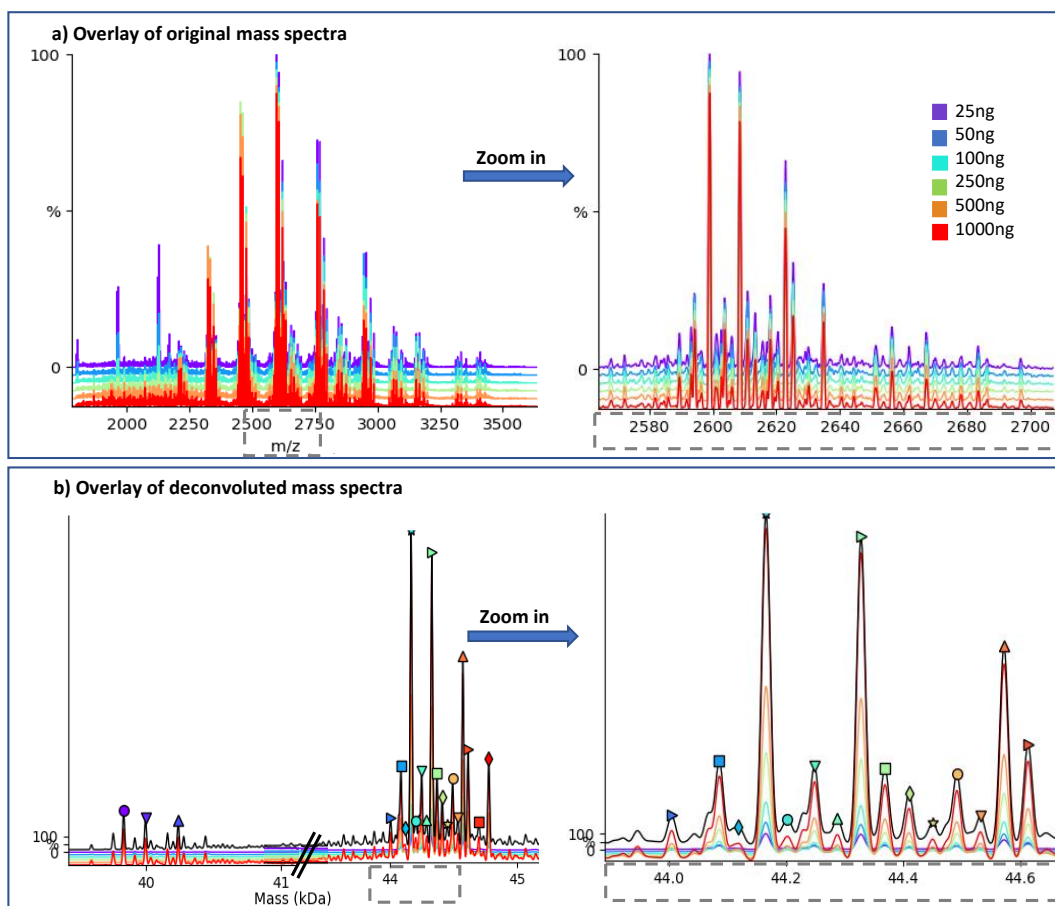 a) Overlay of original mass spectra
100
%
0
2000
2250
2500
2750
3000
3250
3500
m/z
Zoom in
100
%
0
2580
2600
2620
2640
2660
2680
2700
25ng
50ng
100ng
250ng
500ng
1000ng
b) Overlay of deconvoluted mass spectra
100
%
0
40
41
44
45
Mass (kDa)
Zoom in
100
%
0
44.0
44.2
44.4
44.6